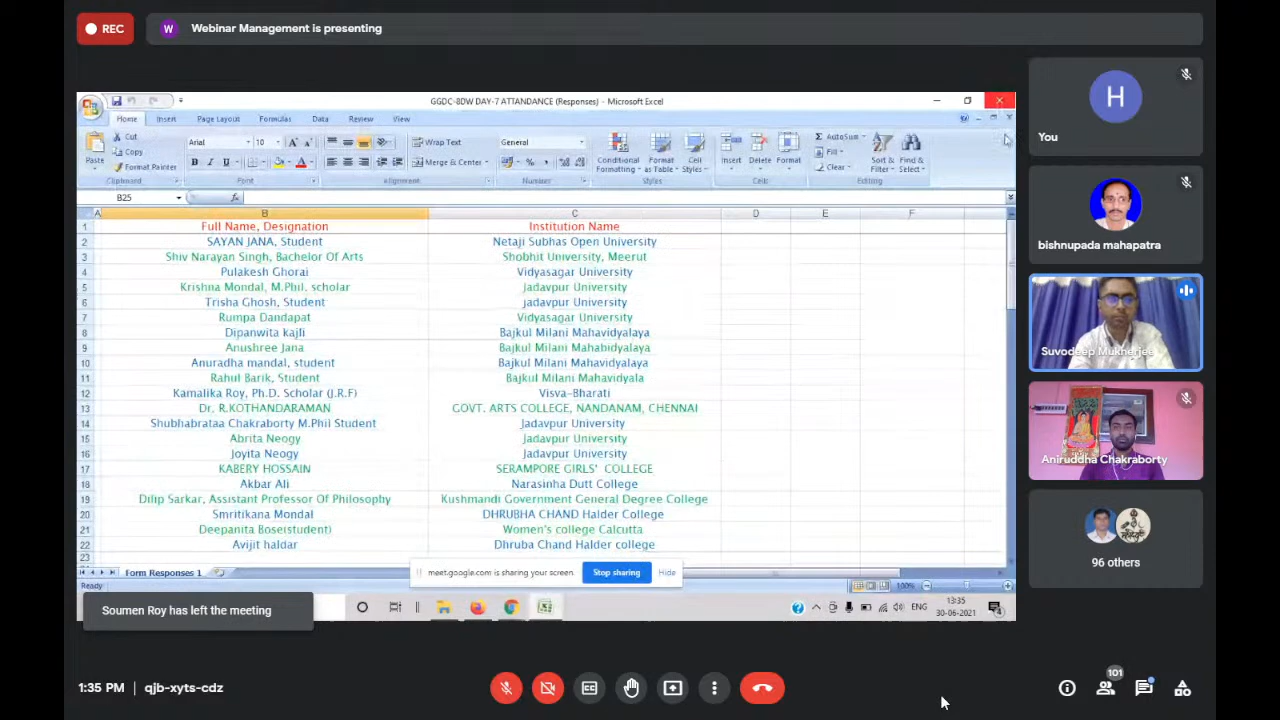 REC
W Webinar Management is presenting
GGDC-8DW DAY-7 ATTANDANCE (Responses) - Microsoft Excel
Home Insert Page Layout Formulas Data Review View
Paste Cut Copy Format Painter
Arial 10 B I U
Wrap Text Merge & Center
General %
Conditional Formatting Format as Table Cell Styles
Insert Delete Format
AutoSum Fill Clear
Sort & Filter Find & Select
Clipboard Font Alignment Number Styles Cells Editing
B25 fx
A B C D E F
1 Full Name, Designation Institution Name
2 SAYAN JANA, Student Netaji Subhas Open University
3 Shiv Narayan Singh, Bachelor Of Arts Shobhit University, Meerut
4 Pulakesh Ghorai Vidyasagar University
5 Krishna Mondal, M.Phil. scholar Jadavpur University
6 Trisha Ghosh, Student Jadavpur University
7 Rumpa Dandapat Vidyasagar University
8 Dipanwita kajli Bajkul Milani Mahavidyalaya
9 Anushree Jana Bajkul Milani Mahabidyalaya
10 Anuradha mandal, student Bajkul Milani Mahavidyalaya
11 Rahul Barik, Student Bajkul Milani Mahavidyala
12 Kamalika Roy, Ph.D. Scholar (J.R.F) Visva-Bharati
13 Dr. R.KOTHANDARAMAN GOVT. ARTS COLLEGE, NANDANAM, CHENNAI
14 Shubhabrataa Chakraborty M.Phil Student Jadavpur University
15 Abrita Neogy Jadavpur University
16 Joyita Neogy Jadavpur University
17 KABERY HOSSAIN SERAMPORE GIRLS' COLLEGE
18 Akbar Ali Narasinha Dutt College
19 Dilip Sarkar, Assistant Professor Of Philosophy Kushmandi Government General Degree College
20 Smritikana Mondal DHRUBHA CHAND Halder College
21 Deepanita Bose(student) Women's college Calcutta
22 Avijit haldar Dhruba Chand Halder college
23
meet.google.com is sharing your screen. Stop sharing Hide
Form Responses 1
Ready 100%
ENG 13:35
30-06-2021
Soumen Roy has left the meeting
H
You
bishnupada mahapatra
Suvodeep Mukherjee
Aniruddha Chakraborty
96 others
1:35 PM qjb-xyts-cdz
101